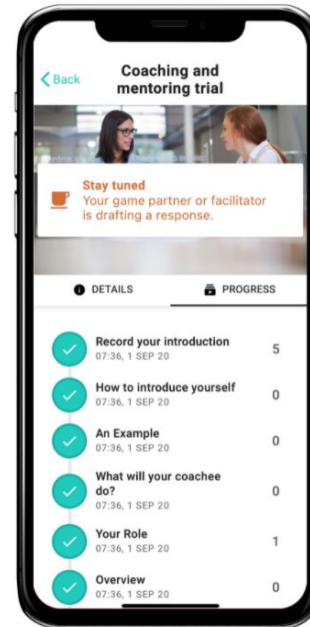 Back
Coaching and
mentoring trial
Stay tuned
Your game partner or facilitator
is drafting a response.
DETAILS
PROGRESS
Record your introduction
5
07:36, 1 SEP 20
How to introduce yourself
0
07:36, 1 SEP 20
An Example
0
07:36, 1 SEP 20
What will your coachee
do?
0
07:36, 1 SEP 20
Your Role
1
07:36, 1 SEP 20
Overview
0
07:36, 1 SEP 20